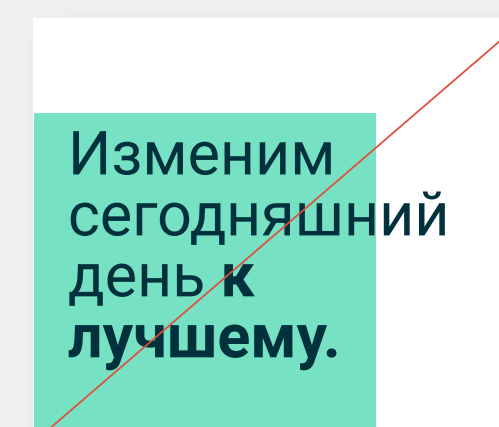 Изменим
сегодняшний
день к
лучшему.